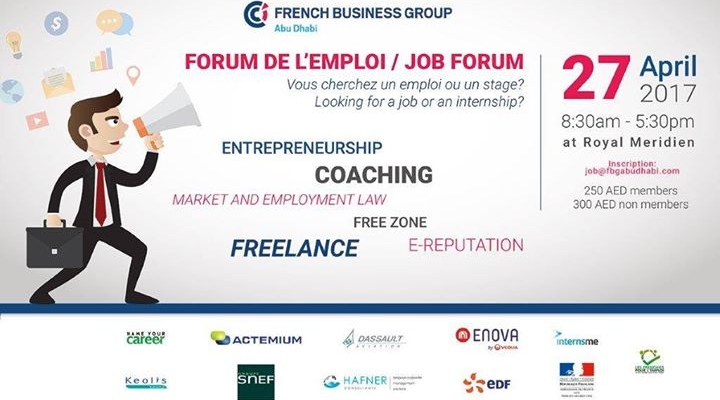 FRENCH BUSINESS GROUP
Abu Dhabi
FORUM DE L'EMPLOI / JOB FORUM
Vous cherchez un emploi ou un stage?
Looking for a job or an internship?
ENTREPRENEURSHIP
COACHING
MARKET AND EMPLOYMENT LAW
FREE ZONE
FREELANCE
E-REPUTATION
27 April
2017
8:30am - 5:30pm
at Royal Meridien
Inscription:
job@fbgabudhabi.com
250 AED members
300 AED non members
NAME YOUR
career
ACTEMIUM
DASSAULT
AVIATION
ENOVA
by VEOLIA
internsme
Keolis
GROUPE
SNEF
HAFNER
CONSULTANTS
edf